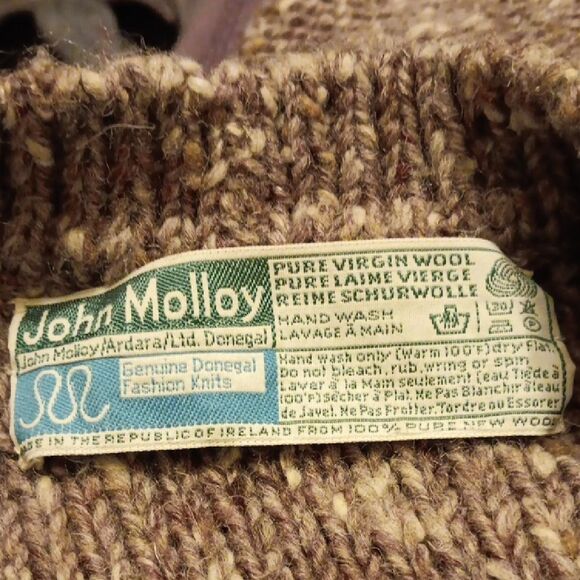 John Molloy
John Molloy/Ardara/Ltd. Donegal
Genuine Donegal
Fashion Knits
PURE VIRGIN WOOL
PURE LAINE VIERGE
REINE SCHURWOLLE
HAND WASH
LAVAGE À MAIN
Hand wash only (warm 100F) dry flat
Do not bleach, rub, wring or spin
Laver à la Main seulement (eau Tiède à
100F) Sècher à Plat. Ne Pas Blanchir à l'eau
de Javel. Ne Pas Frotter. Tordre ou Essorer
IN THE REPUBLIC OF IRELAND FROM 100% PURE NEW WOOL